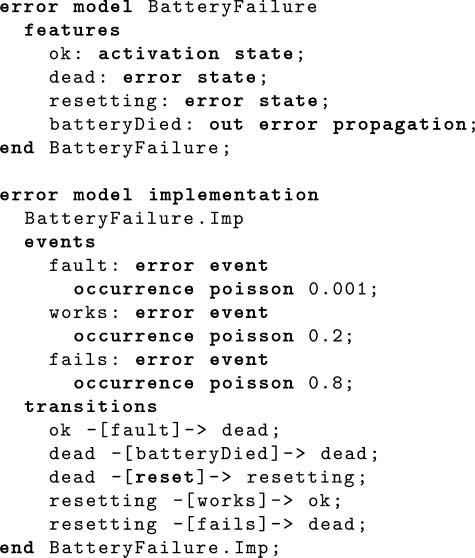 error model BatteryFailure
features
ok: activation state;
dead: error state;
resetting: error state;
batteryDied: out error propagation;
end BatteryFailure;
error model implementation
BatteryFailure.Imp
events
fault: error event
occurrence poisson 0.001;
works: error event
occurrence poisson 0.2;
fails: error event
occurrence poisson 0.8;
transitions
ok -[fault]-> dead;
dead -[batteryDied]-> dead;
dead -[reset]-> resetting;
resetting -[works]-> ok;
resetting -[fails]-> dead;
end BatteryFailure.Imp;